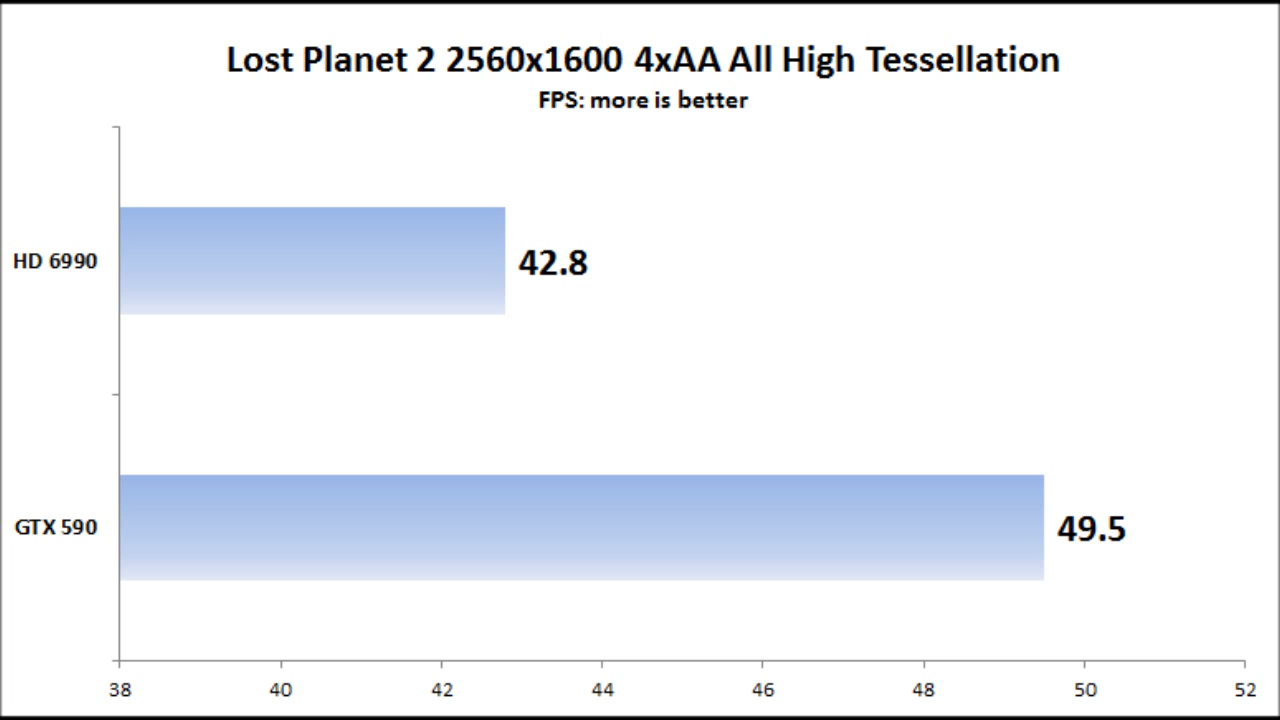 Lost Planet 2 2560x1600 4xAA All High Tessellation
FPS: more is better
HD 6990
42.8
GTX 590
49.5
38 40 42 44 46 48 50 52